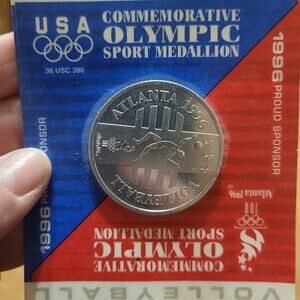 USA
36 USC 380
COMMEMORATIVE
OLYMPIC
SPORT MEDALLION
1996 PROUD SPONSOR
1996 PROUD SPONSOR
ATLANTA 1996
VOLLEYBALL
Atlanta 1996
COMMEMORATIVE
OLYMPIC
SPORT MEDALLION
VOLLEYBALL